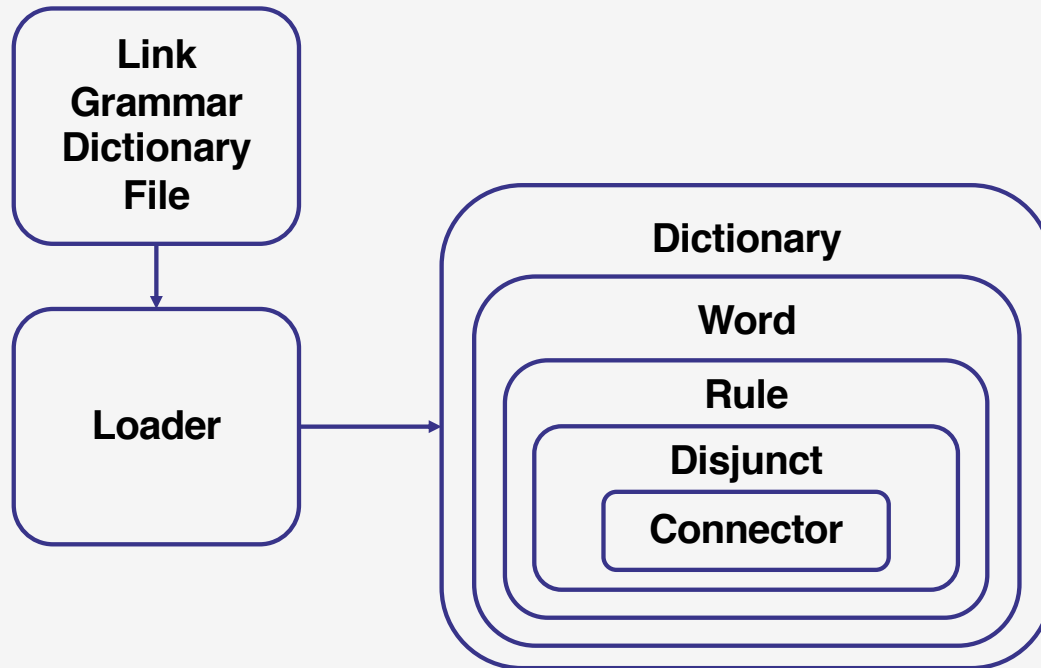 Link
Grammar
Dictionary
File
Loader
Dictionary
Word
Rule
Disjunct
Connector